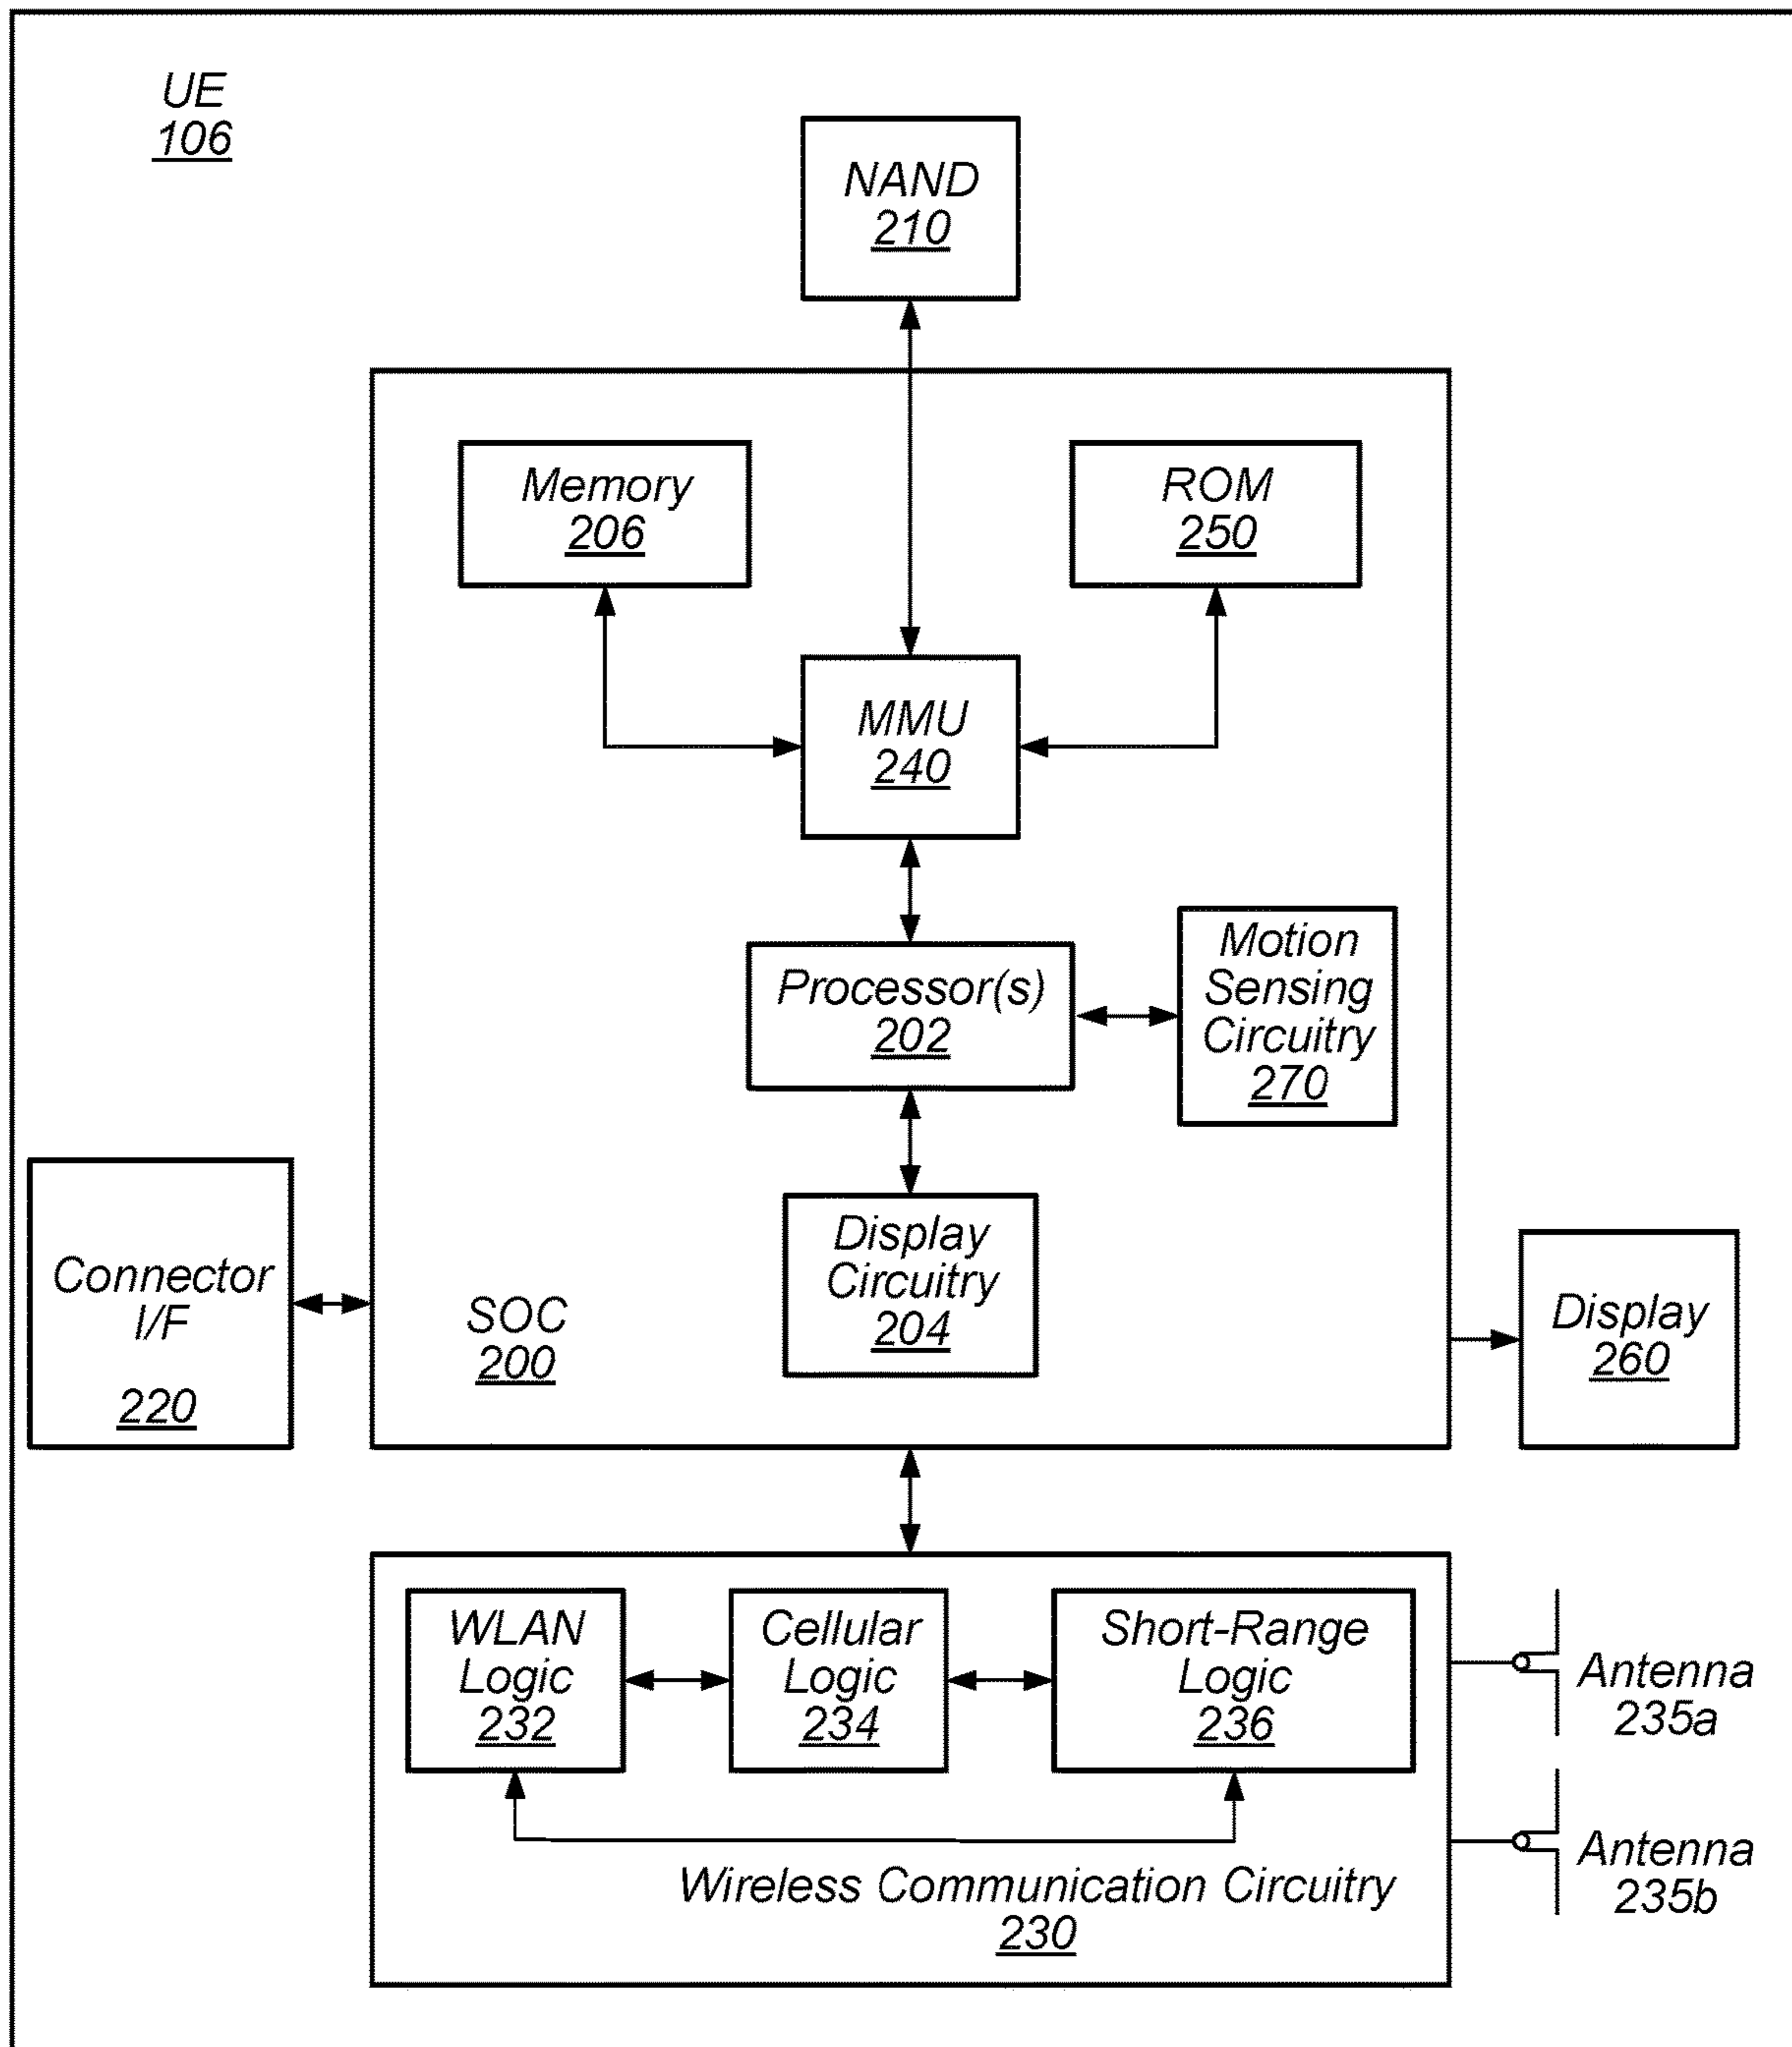 UE
106
NAND
210
Memory
206
ROM
250
MMU
240
Processor(s)
202
Motion
Sensing
Circuitry
270
Display
Circuitry
204
SOC
200
Connector
I/F
220
Display
260
WLAN
Logic
232
Cellular
Logic
234
Short-Range
Logic
236
Wireless Communication Circuitry
230
Antenna
235a
Antenna
235b